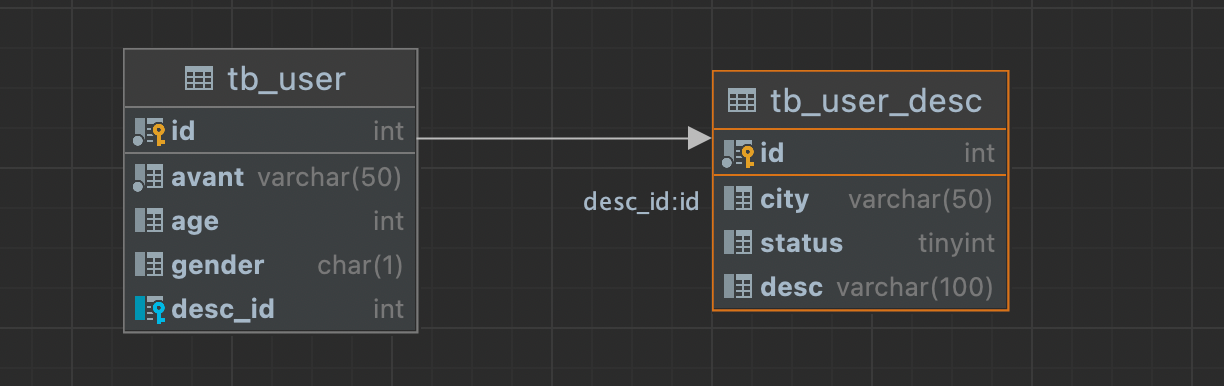 tb_user
id int
avant varchar(50)
age int
gender char(1)
desc_id int
desc_id:id
tb_user_desc
id int
city varchar(50)
status tinyint
desc varchar(100)